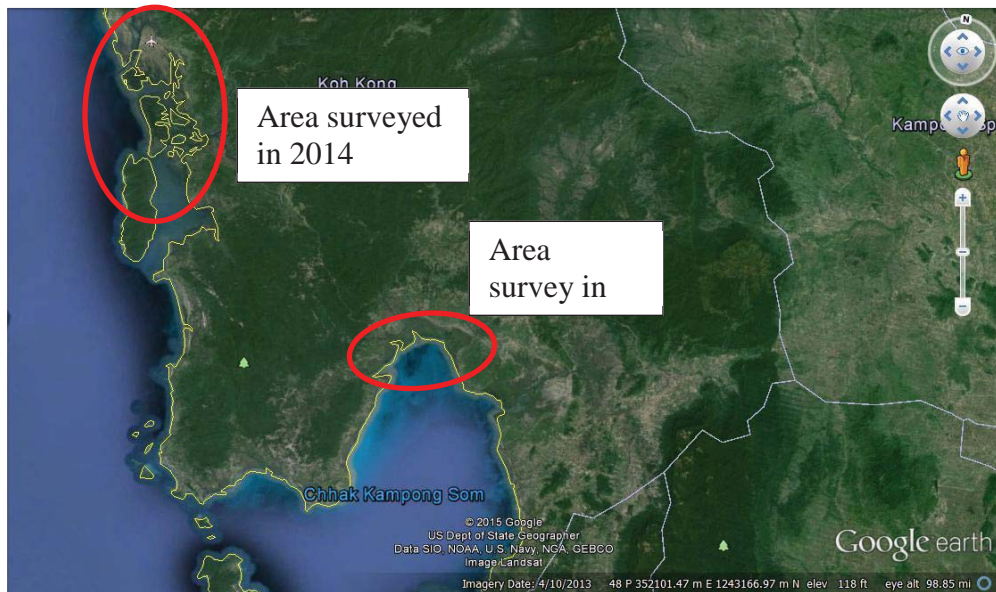 N
Koh Kong
Area surveyed
in 2014
Area
survey in
Chhak Kampong Som
© 2015 Google
US Dept of State Geographer
Data SIO, NOAA, U.S. Navy, NGA, GEBCO
Image Landsat
Google earth
Imagery Date: 4/10/2013 48 P 352101.47 m E 1243166.97 m N elev 118 ft eye alt 98.85 mi